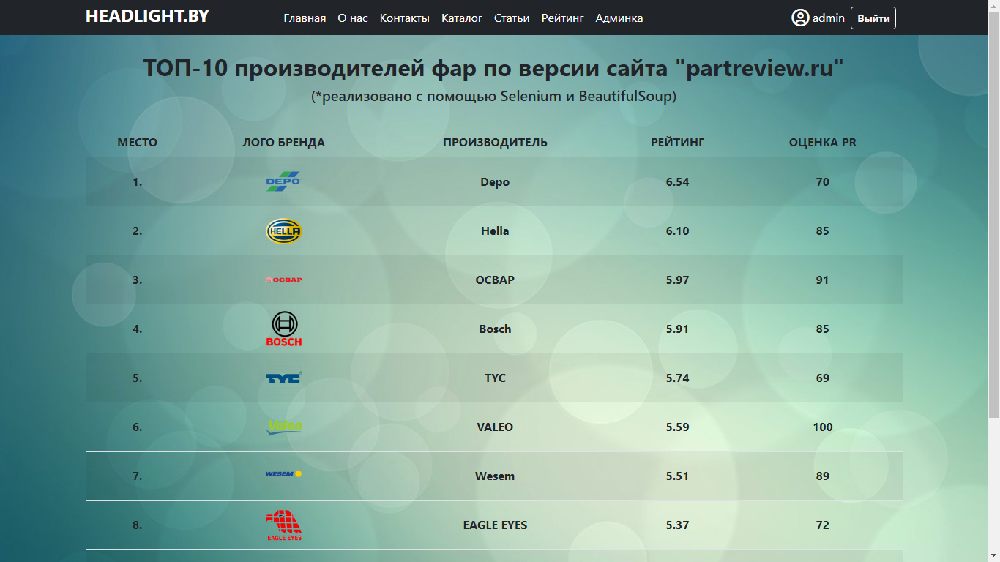 HEADLIGHT.BY Главная О нас Контакты Каталог Статьи Рейтинг Админка admin Выйти
ТОП-10 производителей фар по версии сайта "partreview.ru"
(*реализовано с помощью Selenium и BeautifulSoup)
МЕСТО ЛОГО БРЕНДА ПРОИЗВОДИТЕЛЬ РЕЙТИНГ ОЦЕНКА PR
1. DEPO Depo 6.54 70
2. HELLA Hella 6.10 85
3. ОСВАР ОСВАР 5.97 91
4. BOSCH Bosch 5.91 85
5. TYC TYC 5.74 69
6. Valeo VALEO 5.59 100
7. WESEM Wesem 5.51 89
8. EAGLE EYES EAGLE EYES 5.37 72